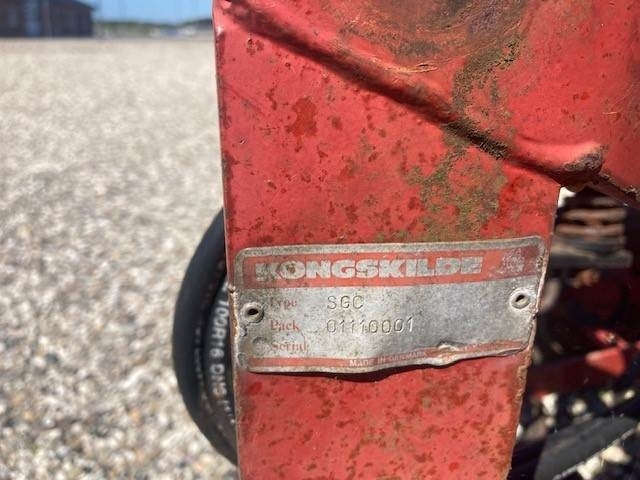 KONGSKILDE
Type SGC
Pack 01110001
Serial
MADE IN DENMARK